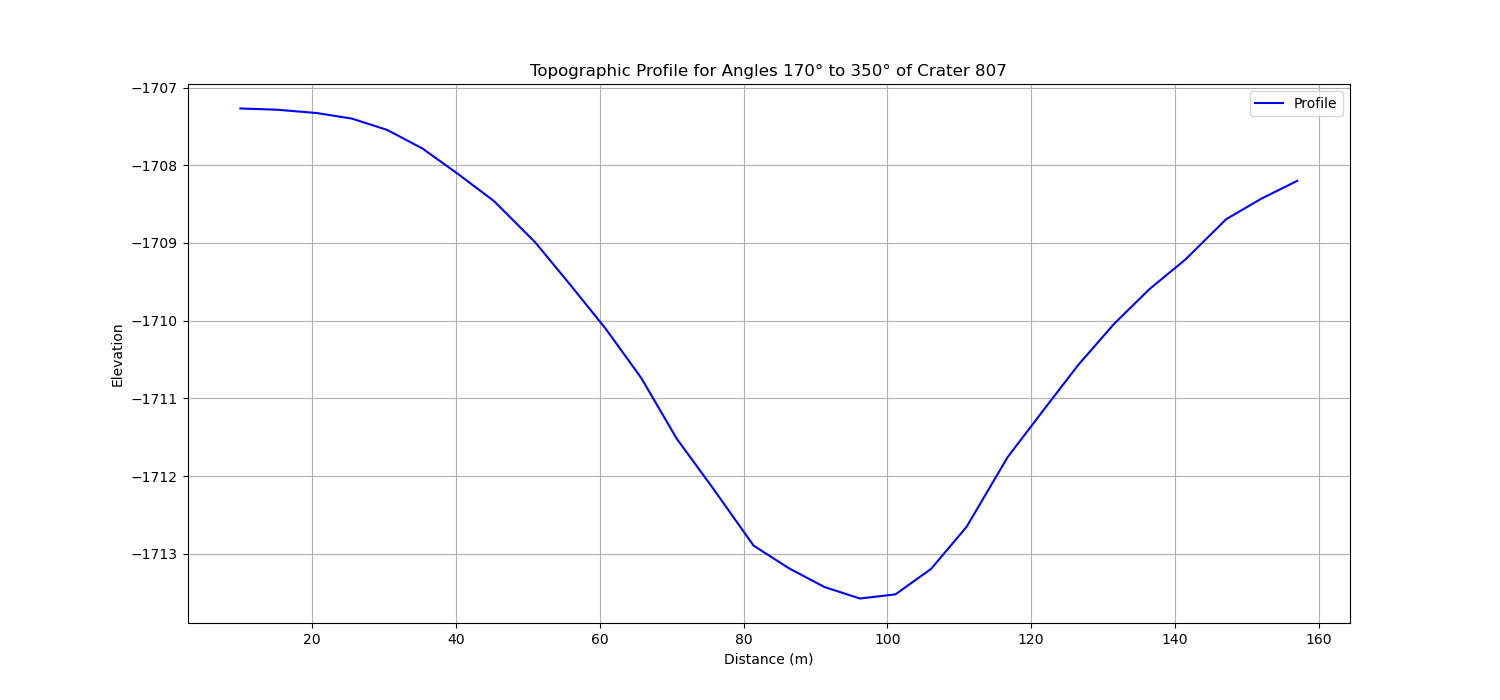 Topographic Profile for Angles 170° to 350° of Crater 807
Profile
−1707
−1708
−1709
−1710
−1711
−1712
−1713
Elevation
20 40 60 80 100 120 140 160
Distance (m)